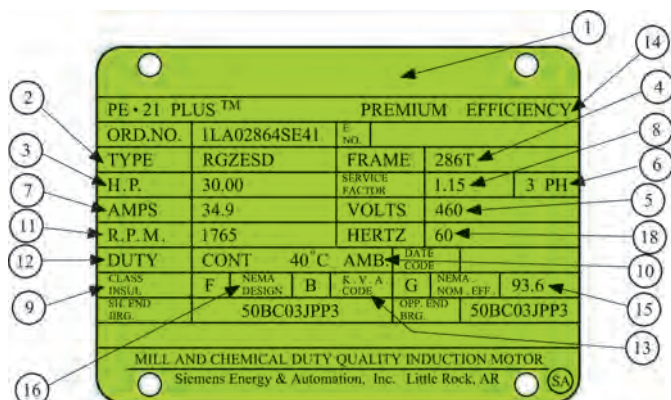 1
14
2
4
3
8
6
7
5
11
18
12
10
9
15
13
16
PE • 21 PLUS™ PREMIUM EFFICIENCY
ORD.NO. 1LA02864SE41 E NO.
TYPE RGZESD FRAME 286T
H.P. 30.00 SERVICE FACTOR 1.15 3 PH
AMPS 34.9 VOLTS 460
R.P.M. 1765 HERTZ 60
DUTY CONT 40°C AMB. DATE CODE
CLASS INSUL F NEMA DESIGN B K.V.A CODE G NEMA NOM.EFF. 93.6
SH. END BRG. 50BC03JPP3 OPP. END BRG. 50BC03JPP3
MILL AND CHEMICAL DUTY QUALITY INDUCTION MOTOR
Siemens Energy & Automation, Inc. Little Rock, AR SA